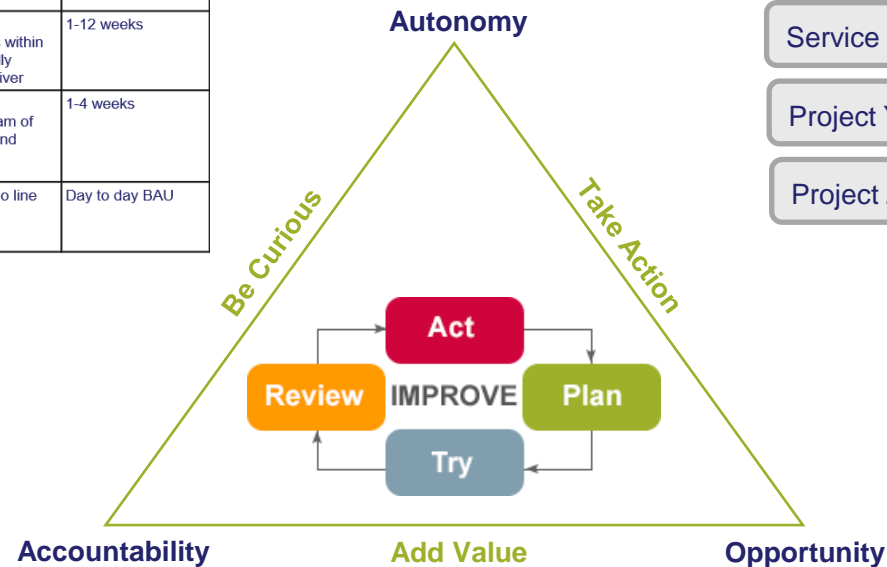 1-12 weeks
within
iver
1-4 weeks
am of
nd
o line
Day to day BAU
Autonomy
Service
Project
Project
Be Curious
Take Action
Act
Review
IMPROVE
Plan
Try
Accountability
Add Value
Opportunity